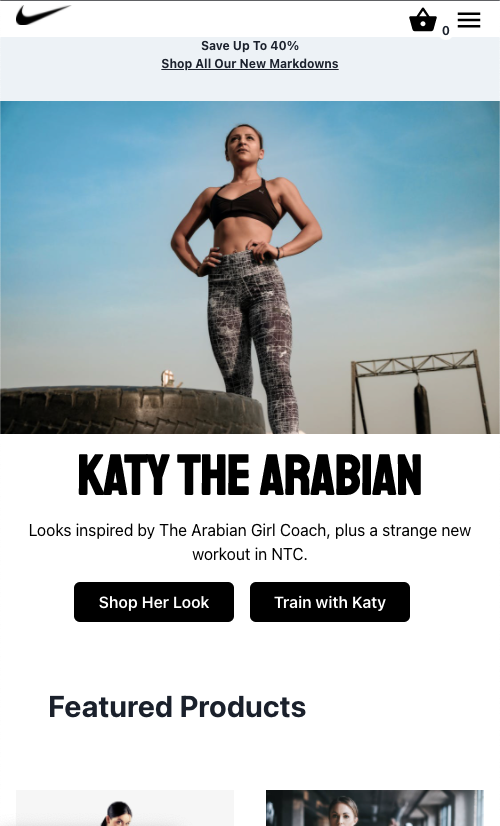 0
Save Up To 40%
Shop All Our New Markdowns
KATY THE ARABIAN
Looks inspired by The Arabian Girl Coach, plus a strange new
workout in NTC.
Shop Her Look
Train with Katy
Featured Products